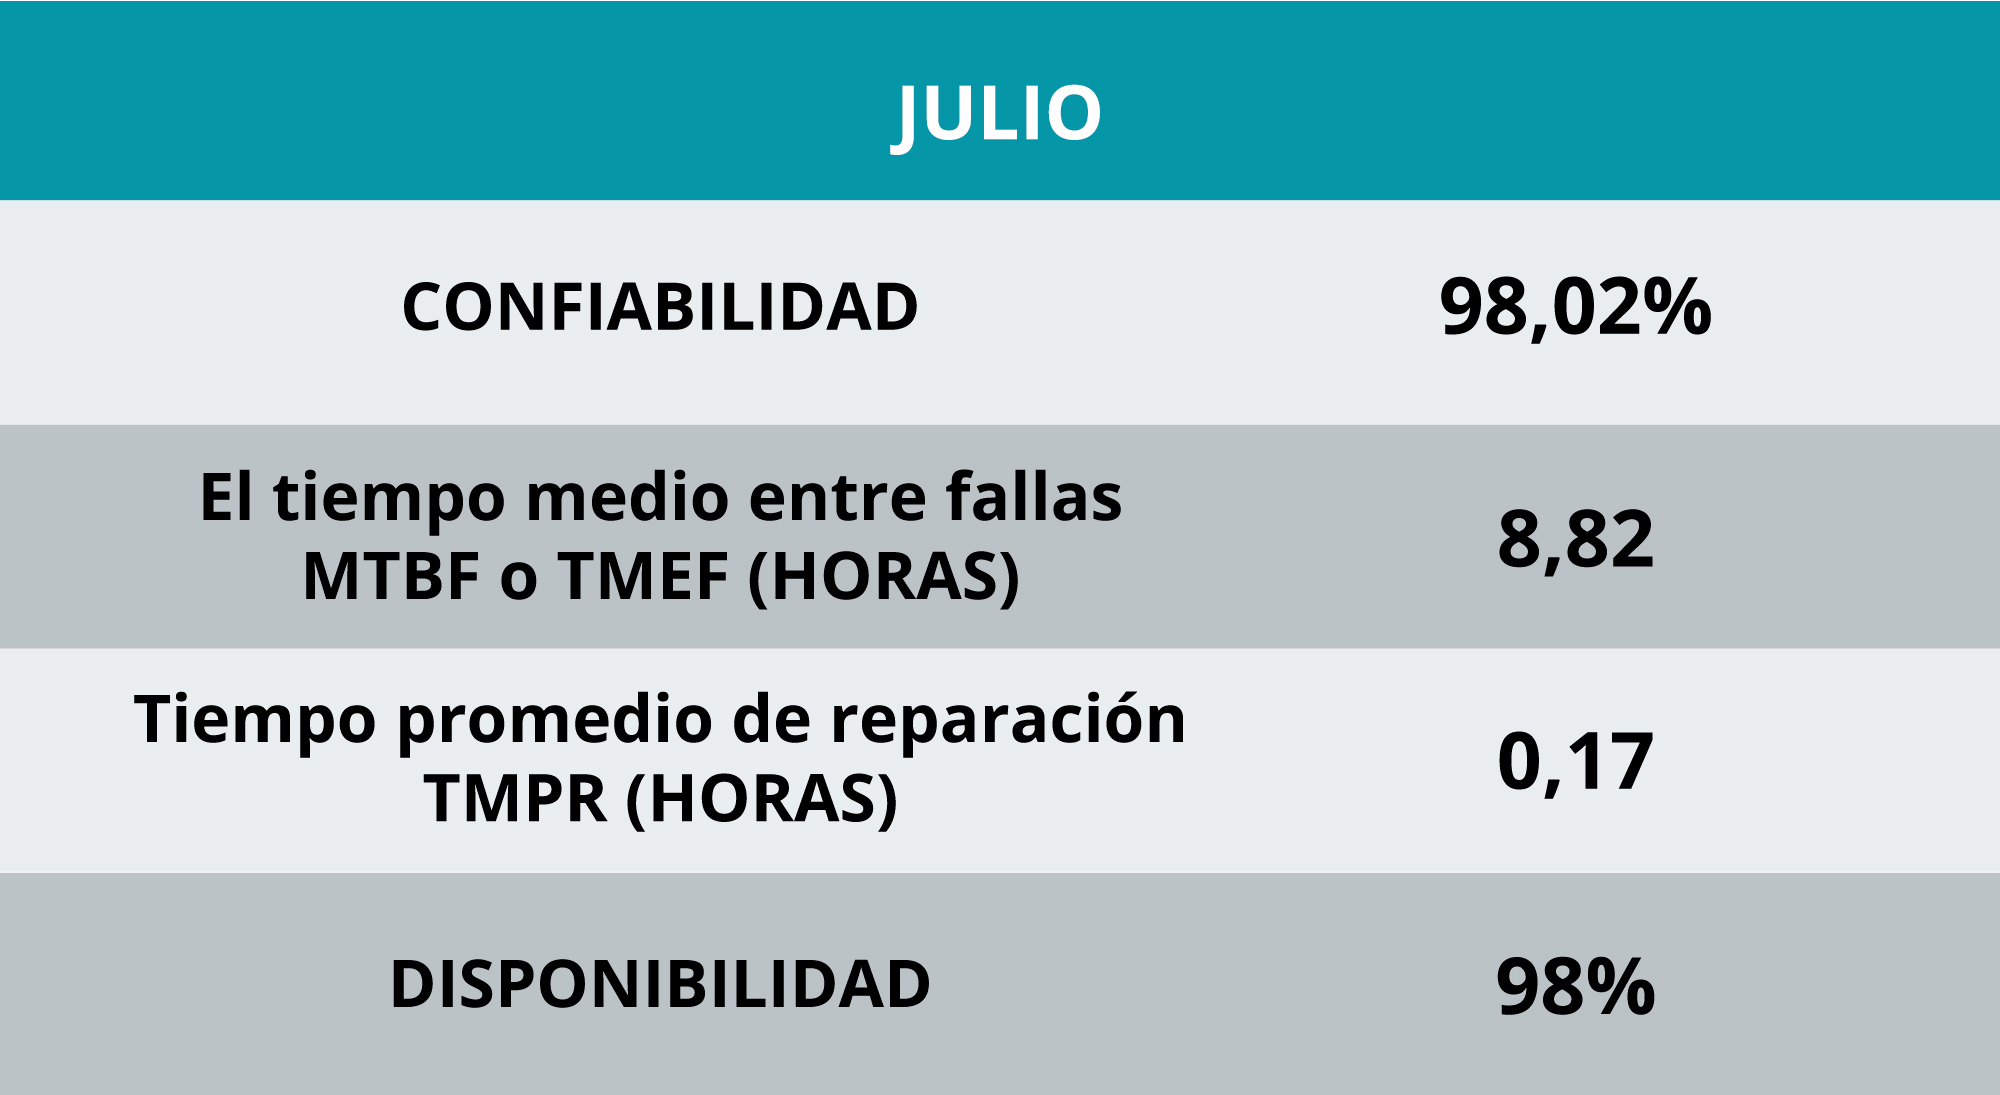 JULIO
CONFIABILIDAD
98,02%
El tiempo medio entre fallas
MTBF o TMEF (HORAS)
8,82
Tiempo promedio de reparación
TMPR (HORAS)
0,17
DISPONIBILIDAD
98%